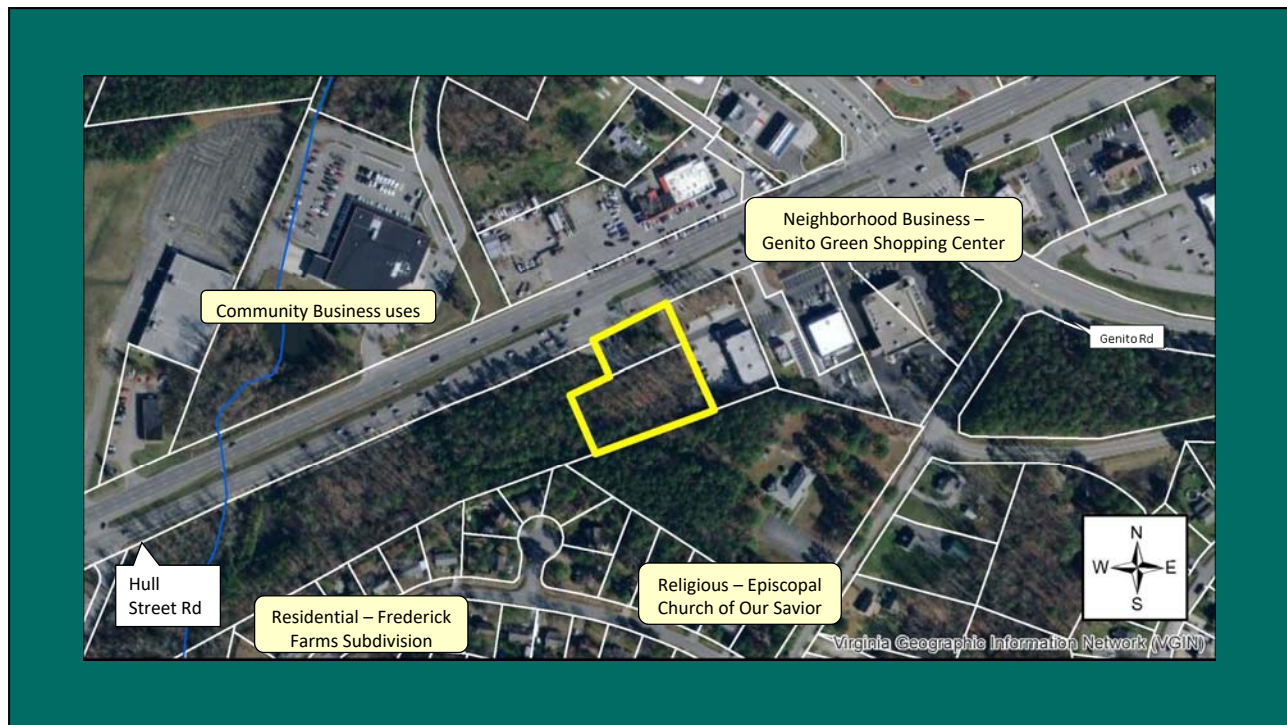 Neighborhood Business –
Genito Green Shopping Center
Community Business uses
Genito Rd
Hull
Street Rd
Religious – Episcopal
Church of Our Savior
Residential – Frederick
Farms Subdivision
N
W E
S
Virginia Geographic Information Network (VGIN)